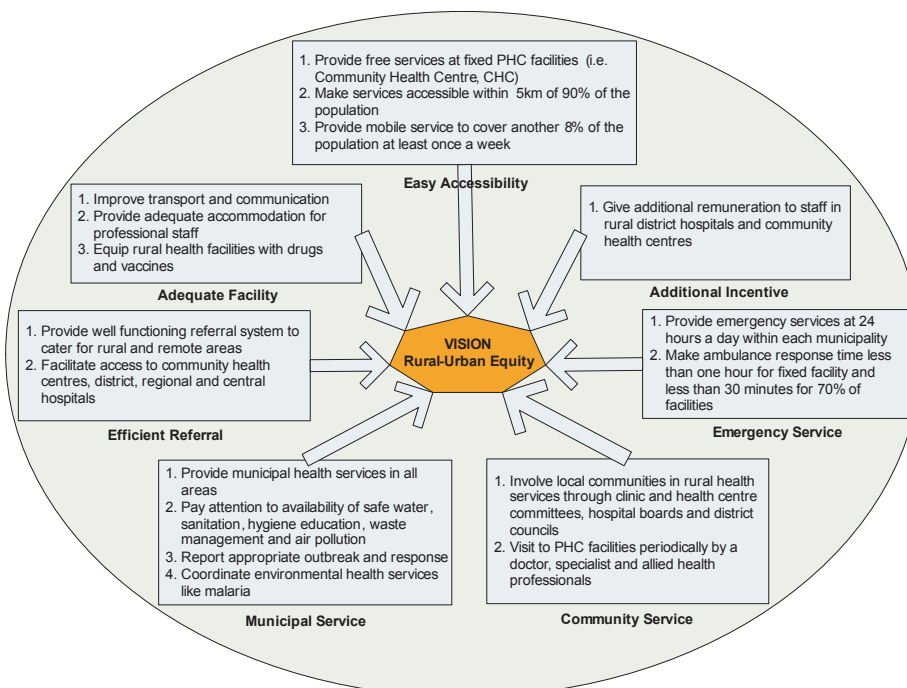 1. Provide free services at fixed PHC facilities (i.e.
Community Health Centre, CHC)
2. Make services accessible within 5km of 90% of the
population
3. Provide mobile service to cover another 8% of the
population at least once a week
Easy Accessibility
1. Improve transport and communication
2. Provide adequate accommodation for
professional staff
3. Equip rural health facilities with drugs
and vaccines
Adequate Facility
1. Give additional remuneration to staff in
rural district hospitals and community
health centres
Additional Incentive
1. Provide well functioning referral system to
cater for rural and remote areas
2. Facilitate access to community health
centres, district, regional and central
hospitals
Efficient Referral
VISION
Rural-Urban Equity
1. Provide emergency services at 24
hours a day within each municipality
2. Make ambulance response time less
than one hour for fixed facility and
less than 30 minutes for 70% of
facilities
Emergency Service
1. Provide municipal health services in all
areas
2. Pay attention to availability of safe water,
sanitation, hygiene education, waste
management and air pollution
3. Report appropriate outbreak and response
4. Coordinate environmental health services
like malaria
Municipal Service
1. Involve local communities in rural health
services through clinic and health centre
committees, hospital boards and district
councils
2. Visit to PHC facilities periodically by a
doctor, specialist and allied health
professionals
Community Service